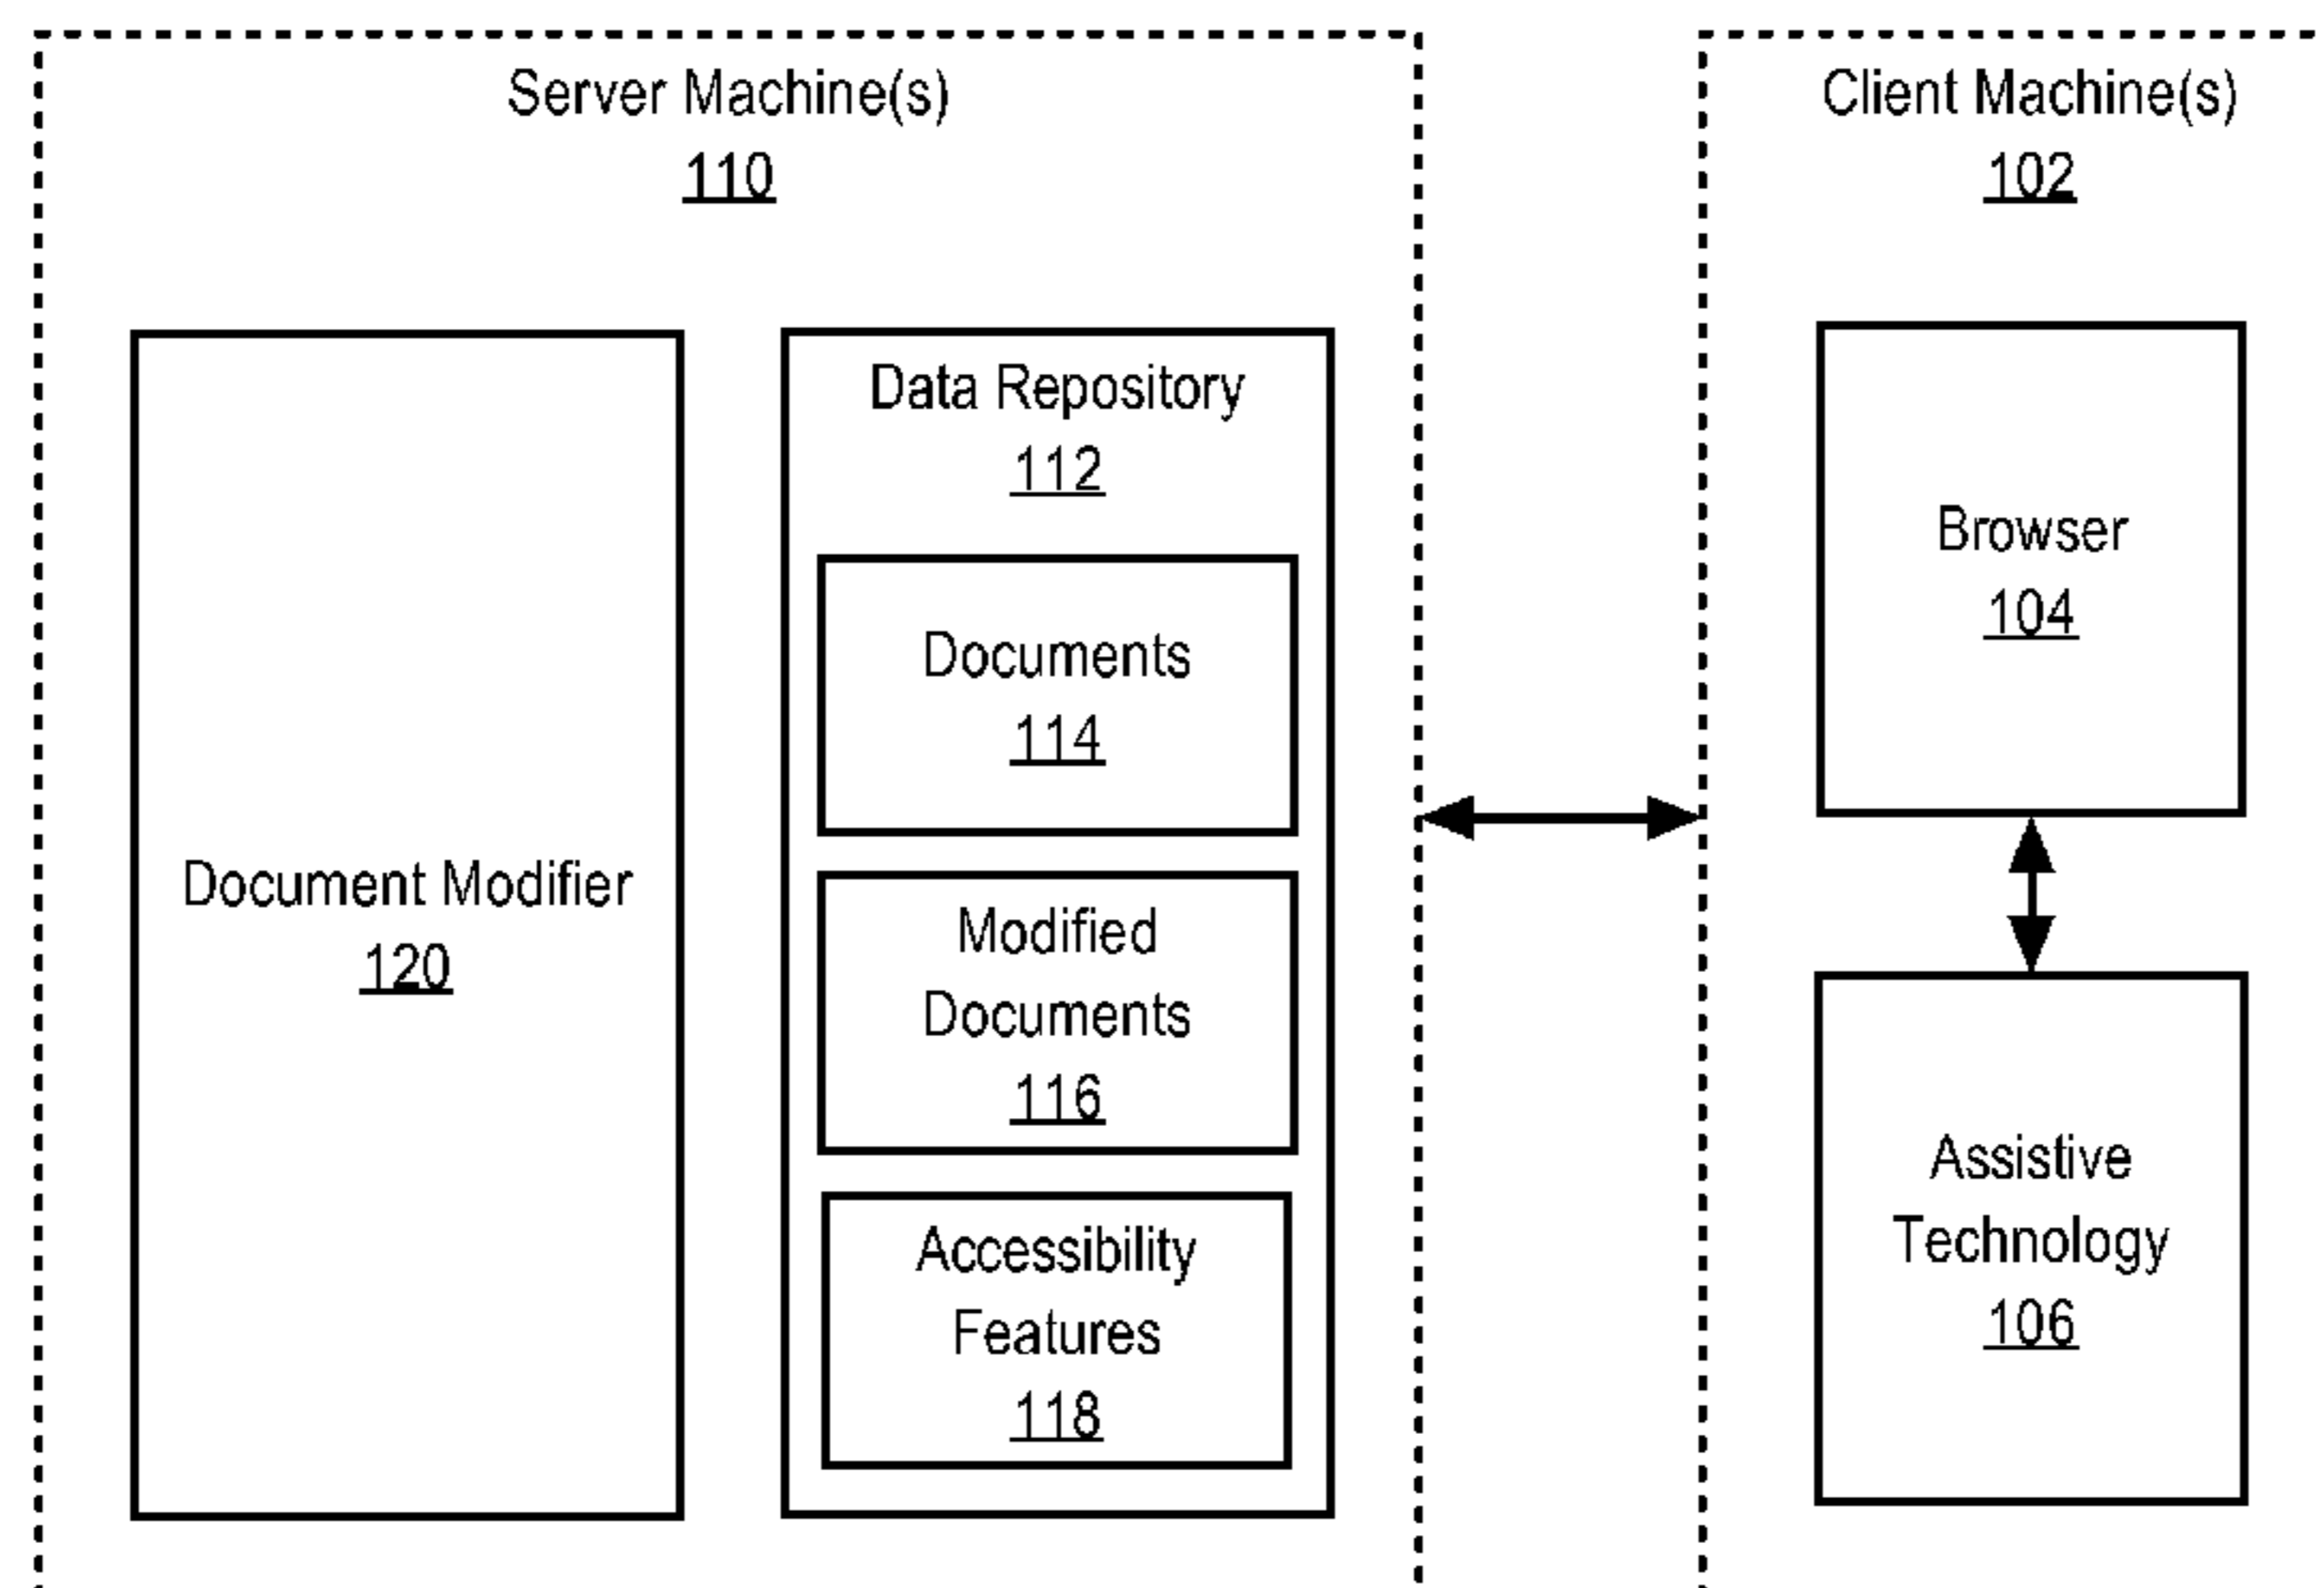 Server Machine(s)
110
Document Modifier
120
Data Repository
112
Documents
114
Modified
Documents
116
Accessibility
Features
118
Client Machine(s)
102
Browser
104
Assistive
Technology
106